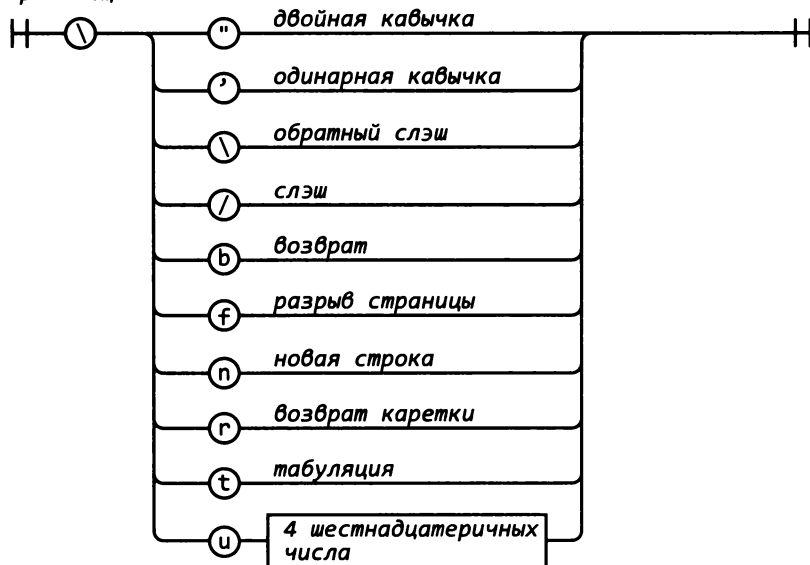 \
" двойная кавычка
' одинарная кавычка
\ обратный слэш
/ слэш
b возврат
f разрыв страницы
n новая строка
r возврат каретки
t табуляция
u 4 шестнадцатеричных
числа